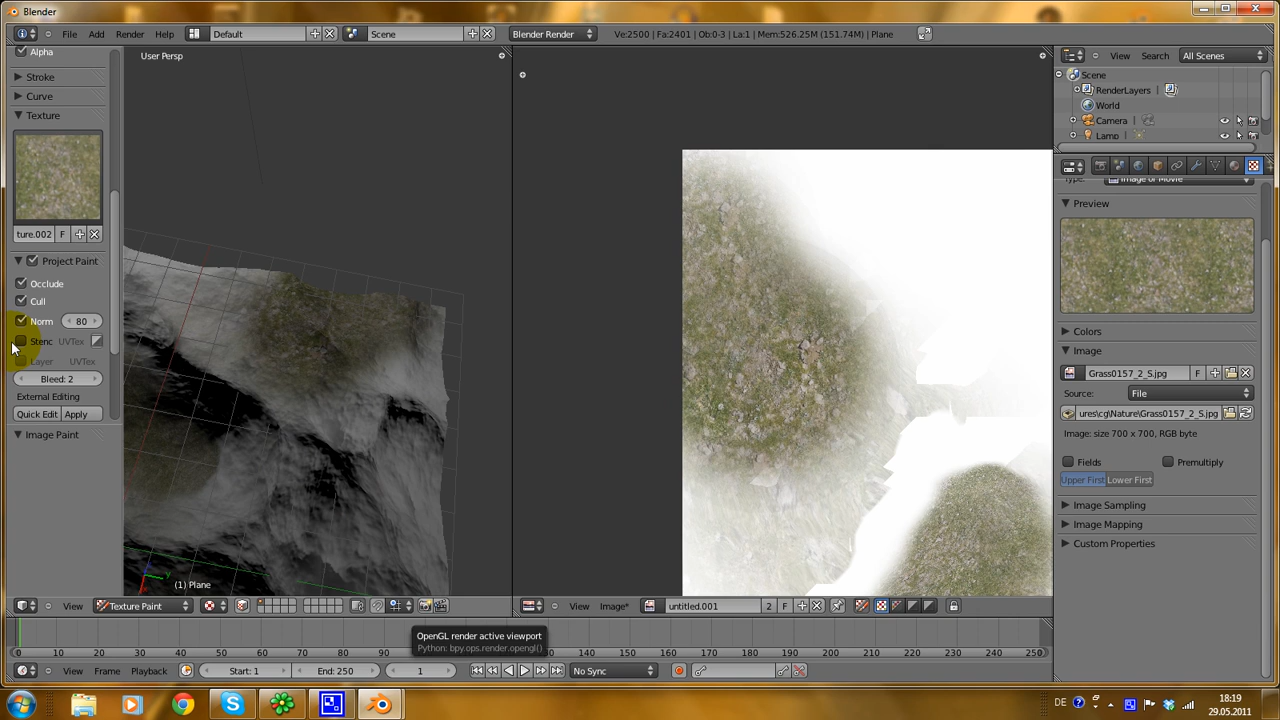 Blender
File Add Render Help Default Scene Blender Render Ve:2500 | Fa:2401 | Ob:0-3 | La:1 | Mem:526.25M (151.74M) | Plane
Alpha
Stroke
Curve
Texture
ture.002 F
Project Paint
Occlude
Cull
Norm 80
Stenc UVTex
Layer UVTex
Bleed: 2
External Editing
Quick Edit Apply
Image Paint
User Persp
(1) Plane
View Texture Paint
View Image* untitled.001 2 F
OpenGL render active viewport
Python: bpy.ops.render.opengl()
0 10 20 30 40 50 60 70 80 90 130 140 150 160 170 180 190 200 210 220 230 240 250
View Frame Playback Start: 1 End: 250 1 No Sync
View Search All Scenes
Scene
RenderLayers |
World
Camera |
Lamp |
Type: Image or Movie
Preview
Colors
Image
Grass0157_2_S.jpg F
Source: File
ures\cg\Nature\Grass0157_2_S.jpg
Image: size 700 x 700, RGB byte
Fields Premultiply
Upper First Lower First
Image Sampling
Image Mapping
Custom Properties
DE 18:19
29.05.2011